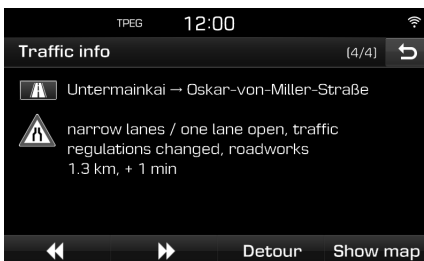 TPEG 12:00
Traffic info [4/4]
Untermainkai → Oskar-von-Miller-Straße
narrow lanes / one lane open, traffic
regulations changed, roadworks
1.3 km, + 1 min
Detour Show map